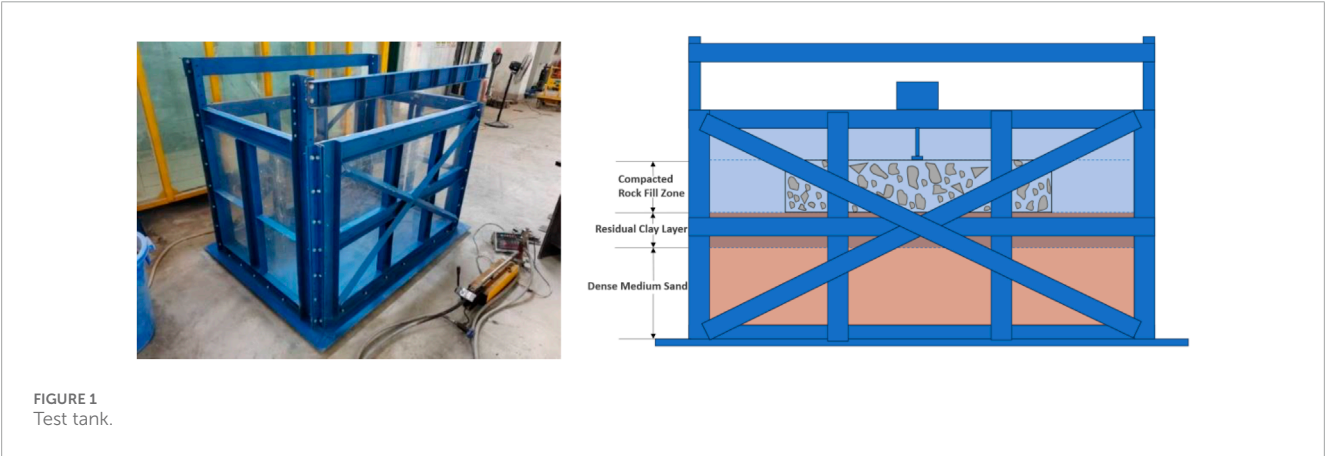 Compacted
Rock Fill Zone
Residual Clay Layer
Dense Medium Sand
FIGURE 1
Test tank.